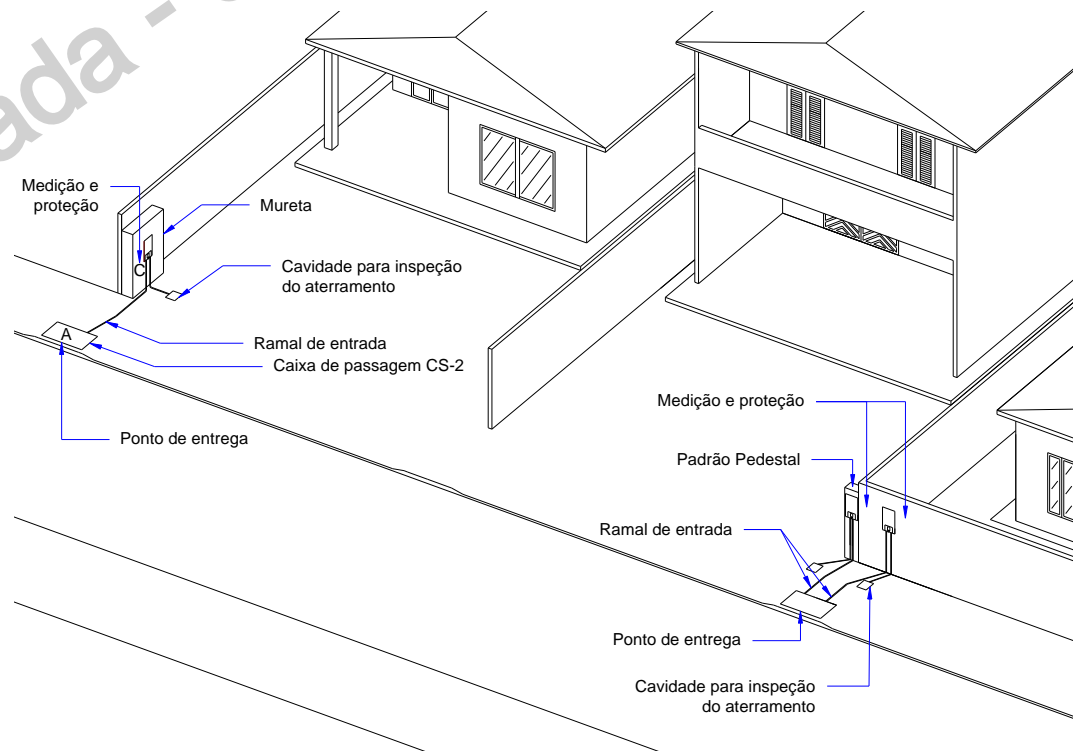 ada -
Medição e
proteção
Mureta
C
Cavidade para inspeção
do aterramento
A
Ramal de entrada
Caixa de passagem CS-2
Ponto de entrega
Medição e proteção
Padrão Pedestal
Ramal de entrada
Ponto de entrega
Cavidade para inspeção
do aterramento